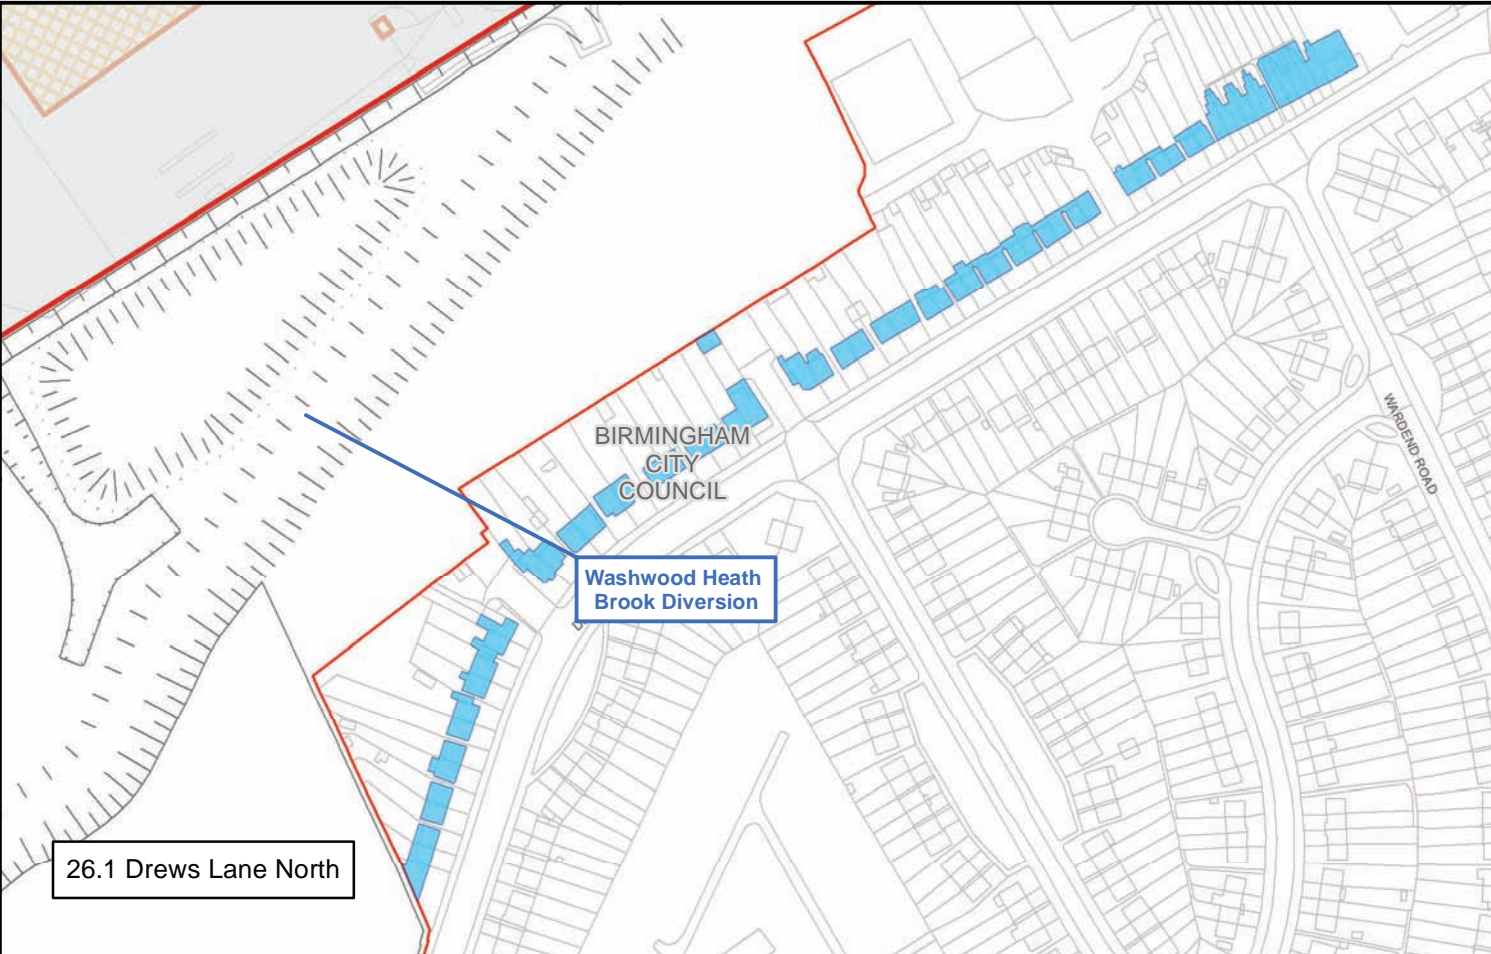 BIRMINGHAM
CITY
COUNCIL
WARDEND ROAD
Washwood Heath
Brook Diversion
26.1 Drews Lane North